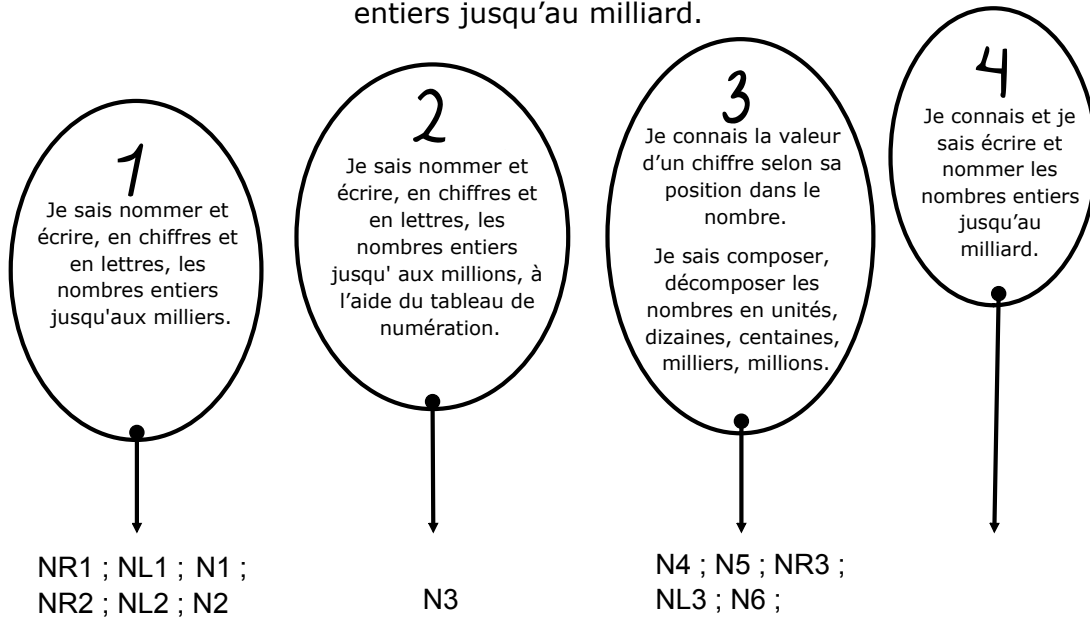 entiers jusqu'au milliard.
1
Je sais nommer et
écrire, en chiffres et
en lettres, les
nombres entiers
jusqu'aux milliers.
2
Je sais nommer et
écrire, en chiffres et
en lettres, les
nombres entiers
jusqu' aux millions, à
l'aide du tableau de
numération.
3
Je connais la valeur
d'un chiffre selon sa
position dans le
nombre.
Je sais composer,
décomposer les
nombres en unités,
dizaines, centaines,
milliers, millions.
4
Je connais et je
sais écrire et
nommer les
nombres entiers
jusqu'au
milliard.
NR1 ; NL1 ; N1 ;
NR2 ; NL2 ; N2
N3
N4 ; N5 ; NR3 ;
NL3 ; N6 ;